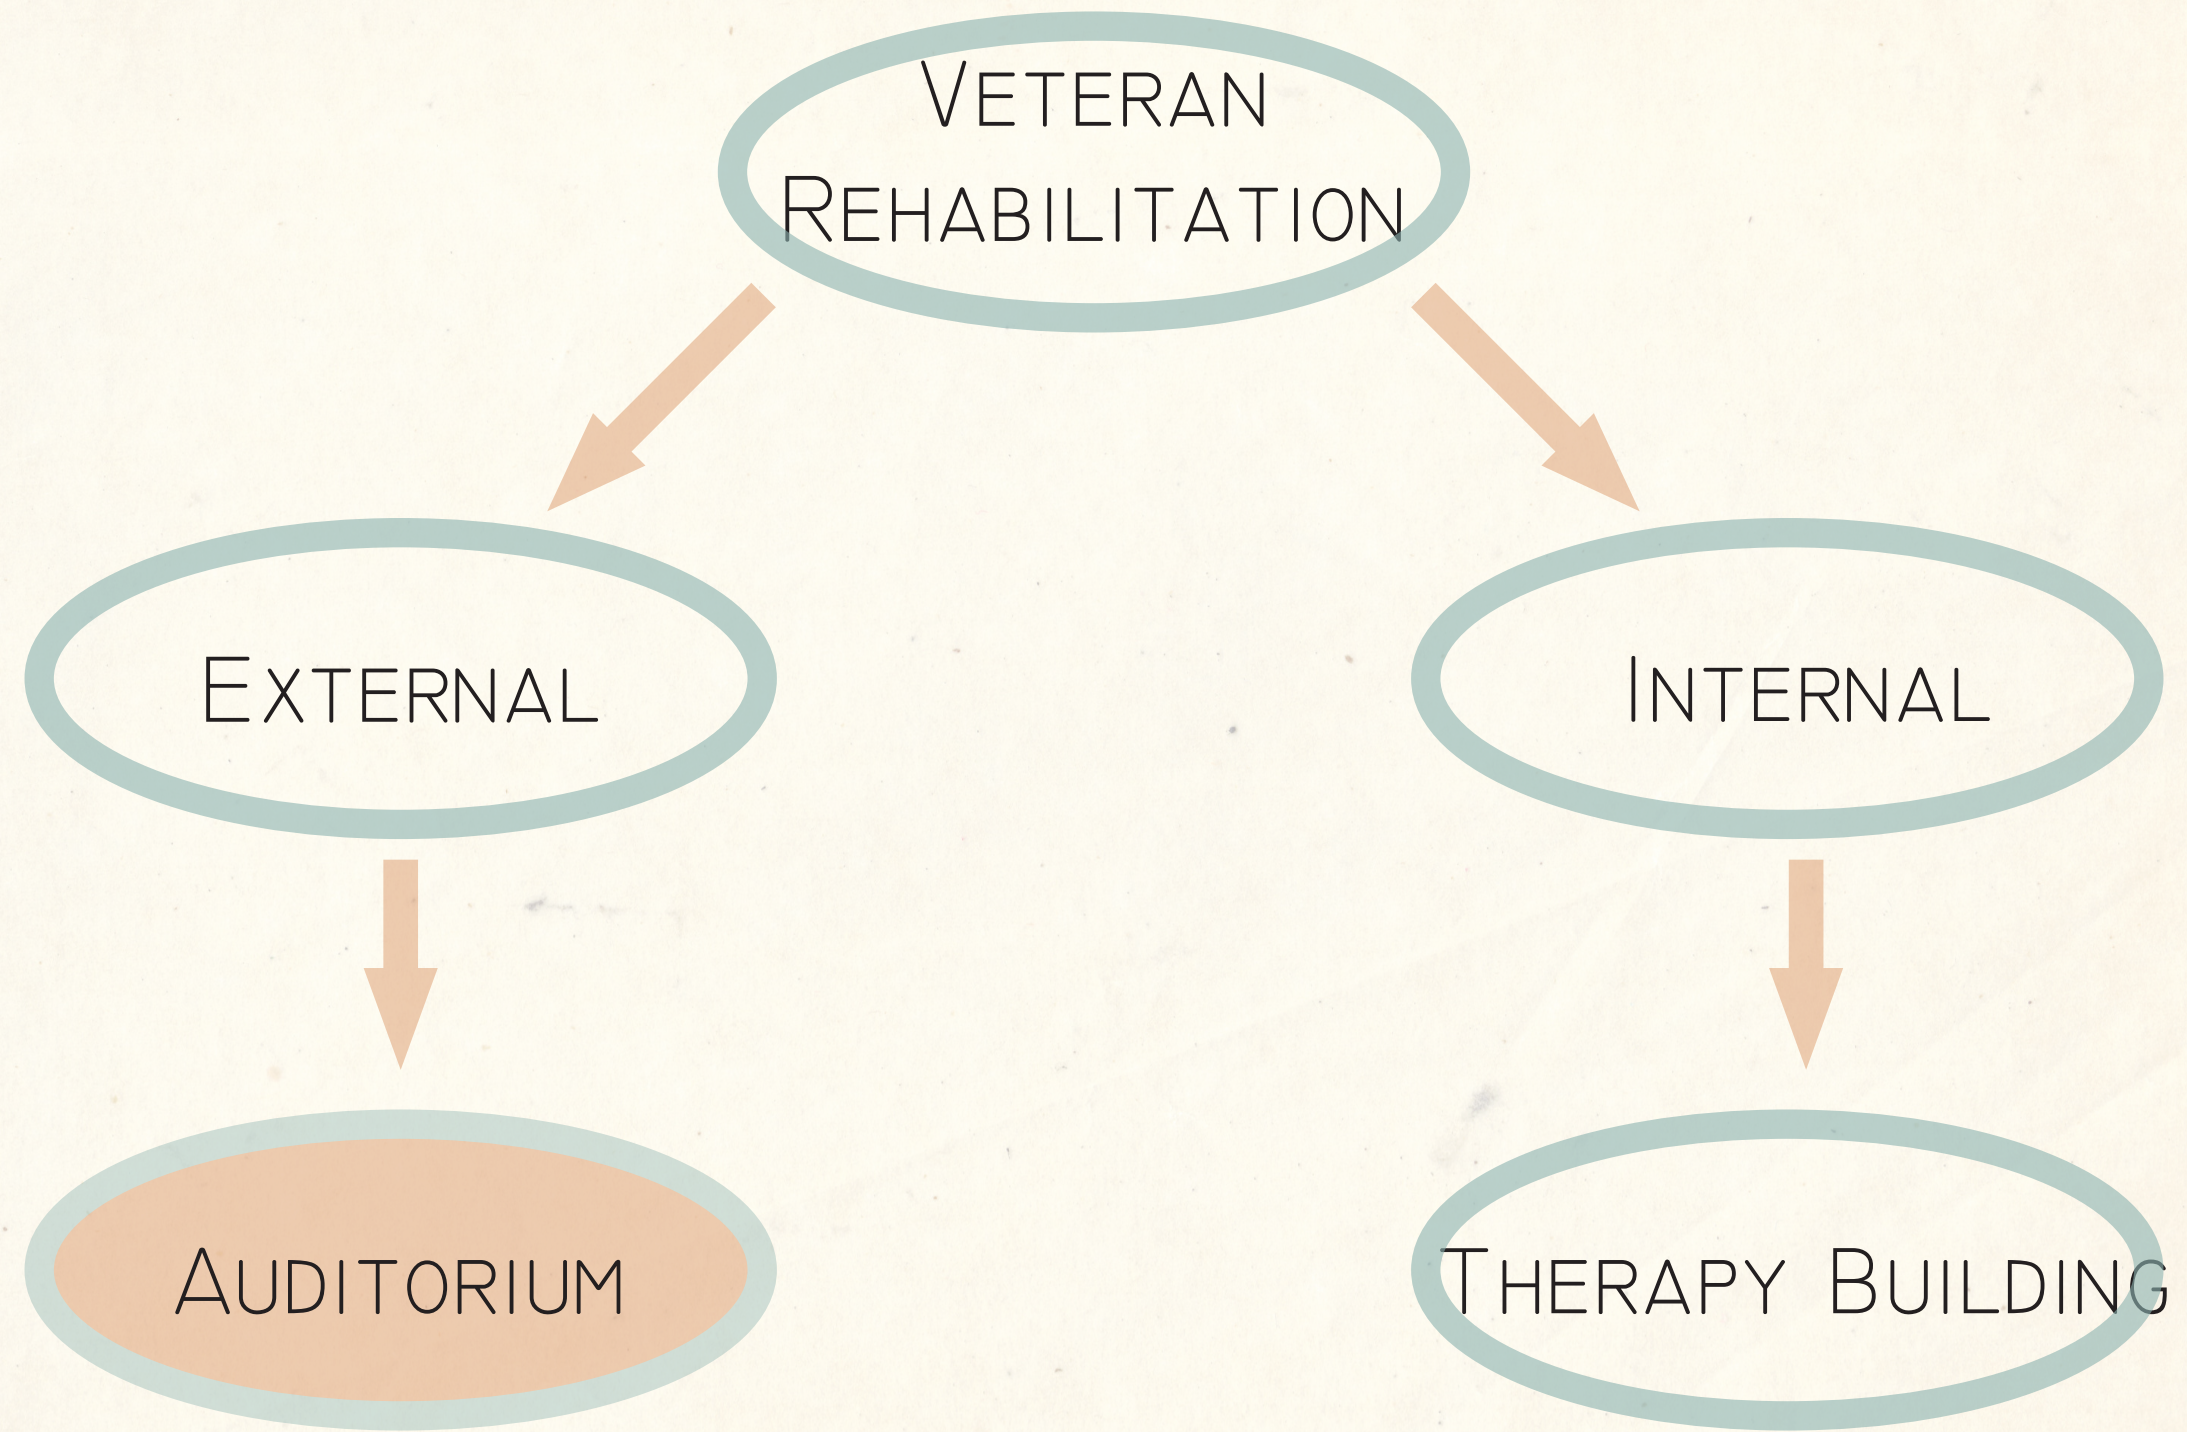 Veteran
Rehabilitation
External
Internal
Auditorium
Therapy Building